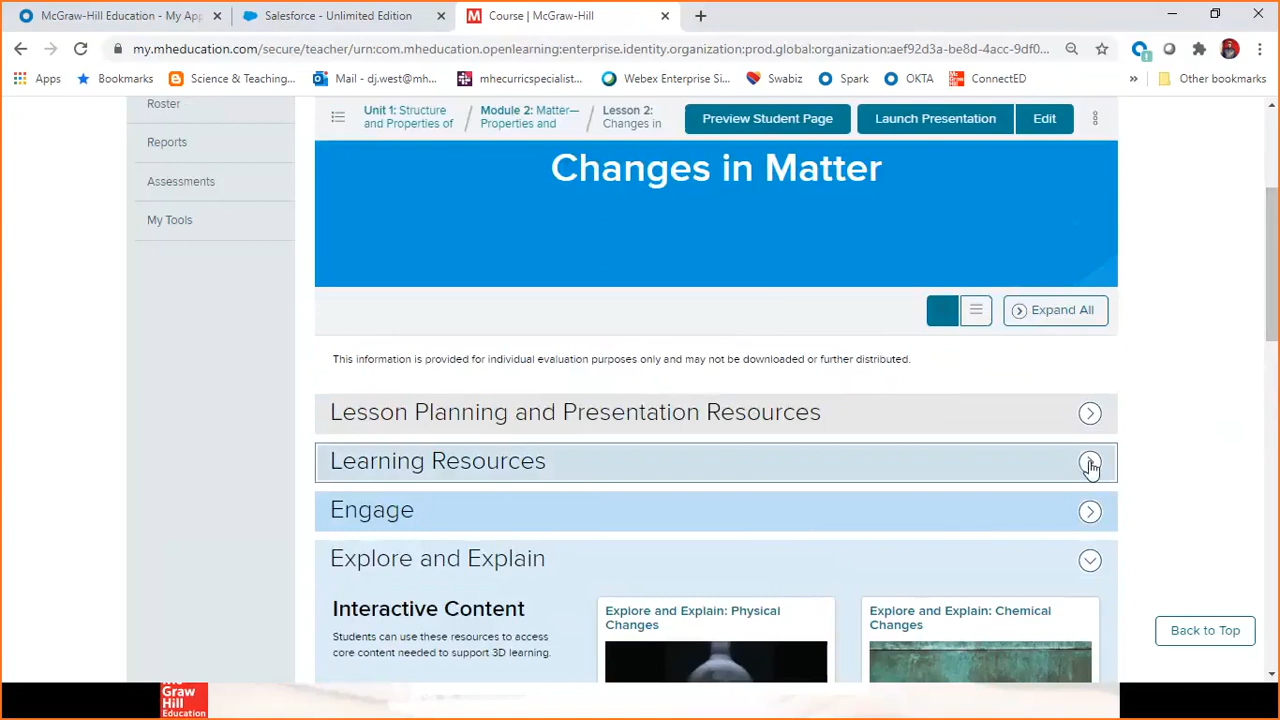 McGraw-Hill Education - My App
Salesforce - Unlimited Edition
Course | McGraw-Hill
my.mheducation.com/secure/teacher/urn:com.mheducation.openlearning:enterprise.identity.organization:prod.global:organization:aef92d3a-be8d-4acc-9df0...
Apps
Bookmarks
Science & Teaching...
Mail - dj.west@mh...
mhecurricspecialist...
Webex Enterprise Si...
Swabiz
Spark
OKTA
ConnectED
Other bookmarks
Roster
Reports
Assessments
My Tools
Unit 1: Structure
and Properties of
Module 2: Matter—
Properties and
Lesson 2:
Changes in
Preview Student Page
Launch Presentation
Edit
Changes in Matter
Expand All
This information is provided for individual evaluation purposes only and may not be downloaded or further distributed.
Lesson Planning and Presentation Resources
Learning Resources
Engage
Explore and Explain
Interactive Content
Students can use these resources to access
core content needed to support 3D learning.
Explore and Explain: Physical
Changes
Explore and Explain: Chemical
Changes
Back to Top
Graw
Hill
Education